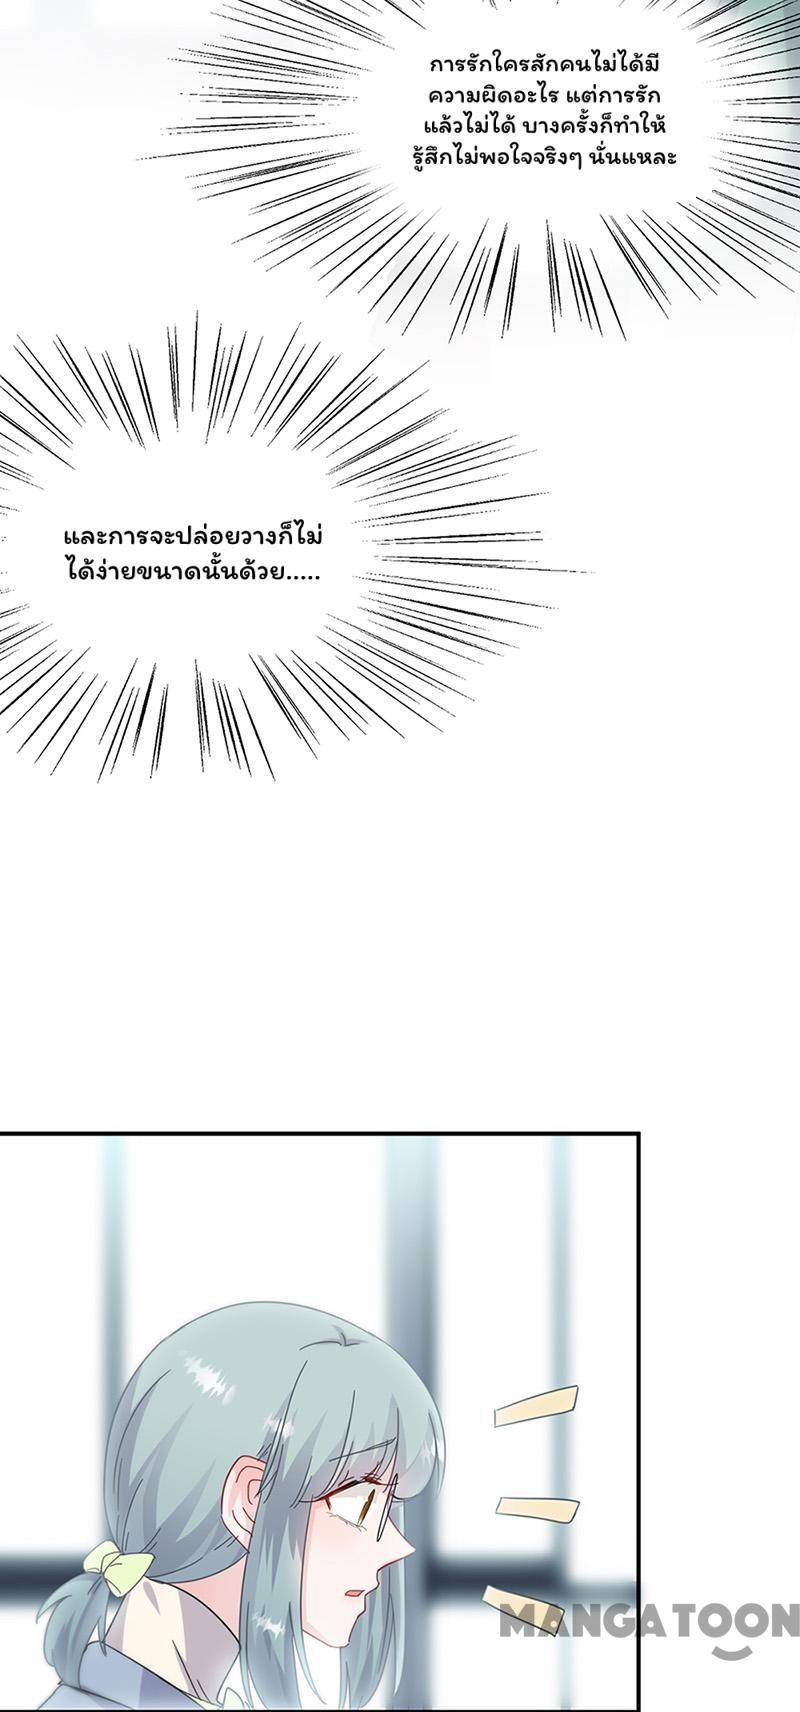 การรักใครสักคนไม่ได้มี
ความผิดอะไร แต่การรัก
แล้วไม่ได้ บางครั้งก็ทำให้
รู้สึกไม่พอใจจริงๆ นั่นแหละ
และการจะปล่อยวางก็ไม่
ได้ง่ายขนาดนั้นด้วย.....
MANGATOON